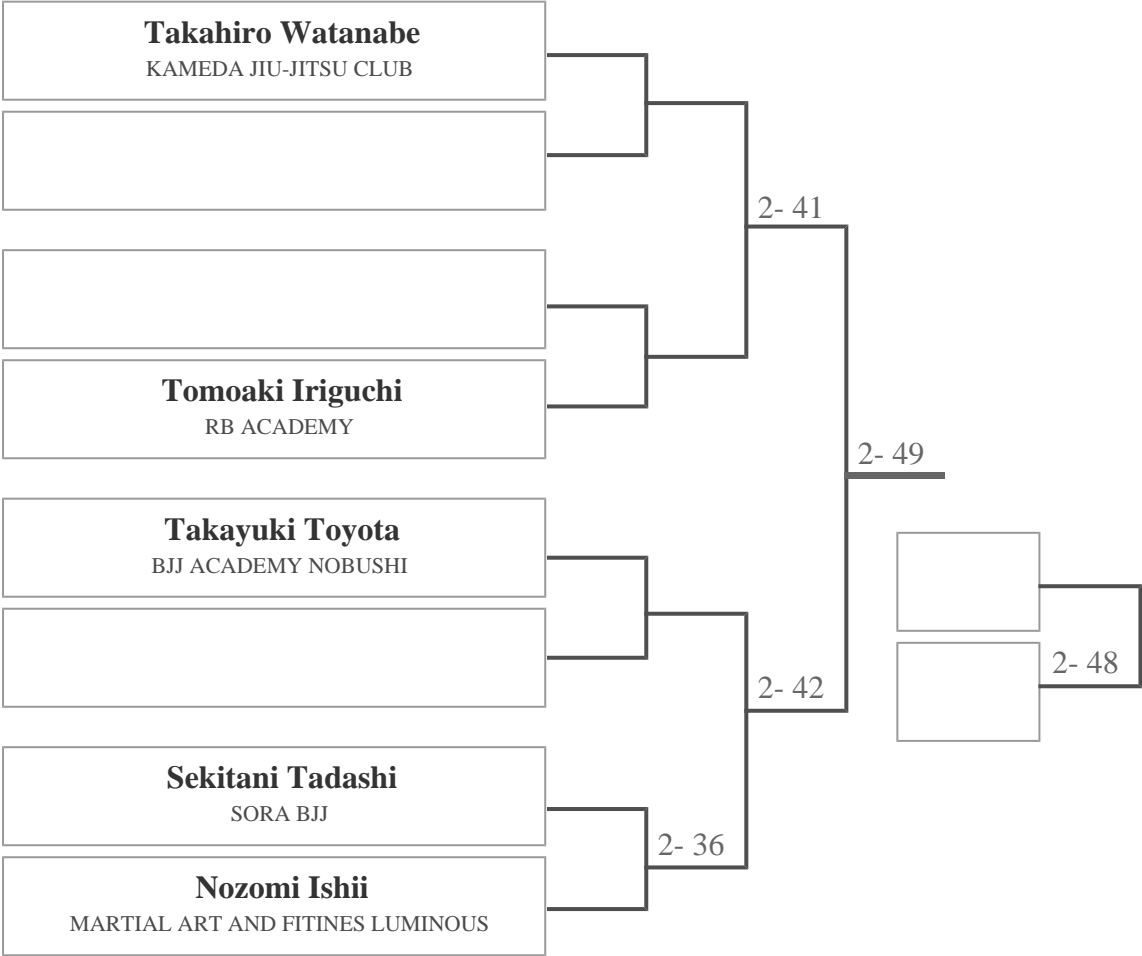 Takahiro Watanabe
KAMEDA JIU-JITSU CLUB
2- 41
Tomoaki Iriguchi
RB ACADEMY
2- 49
Takayuki Toyota
BJJ ACADEMY NOBUSHI
2- 48
2- 42
Sekitani Tadashi
SORA BJJ
2- 36
Nozomi Ishii
MARTIAL ART AND FITINES LUMINOUS